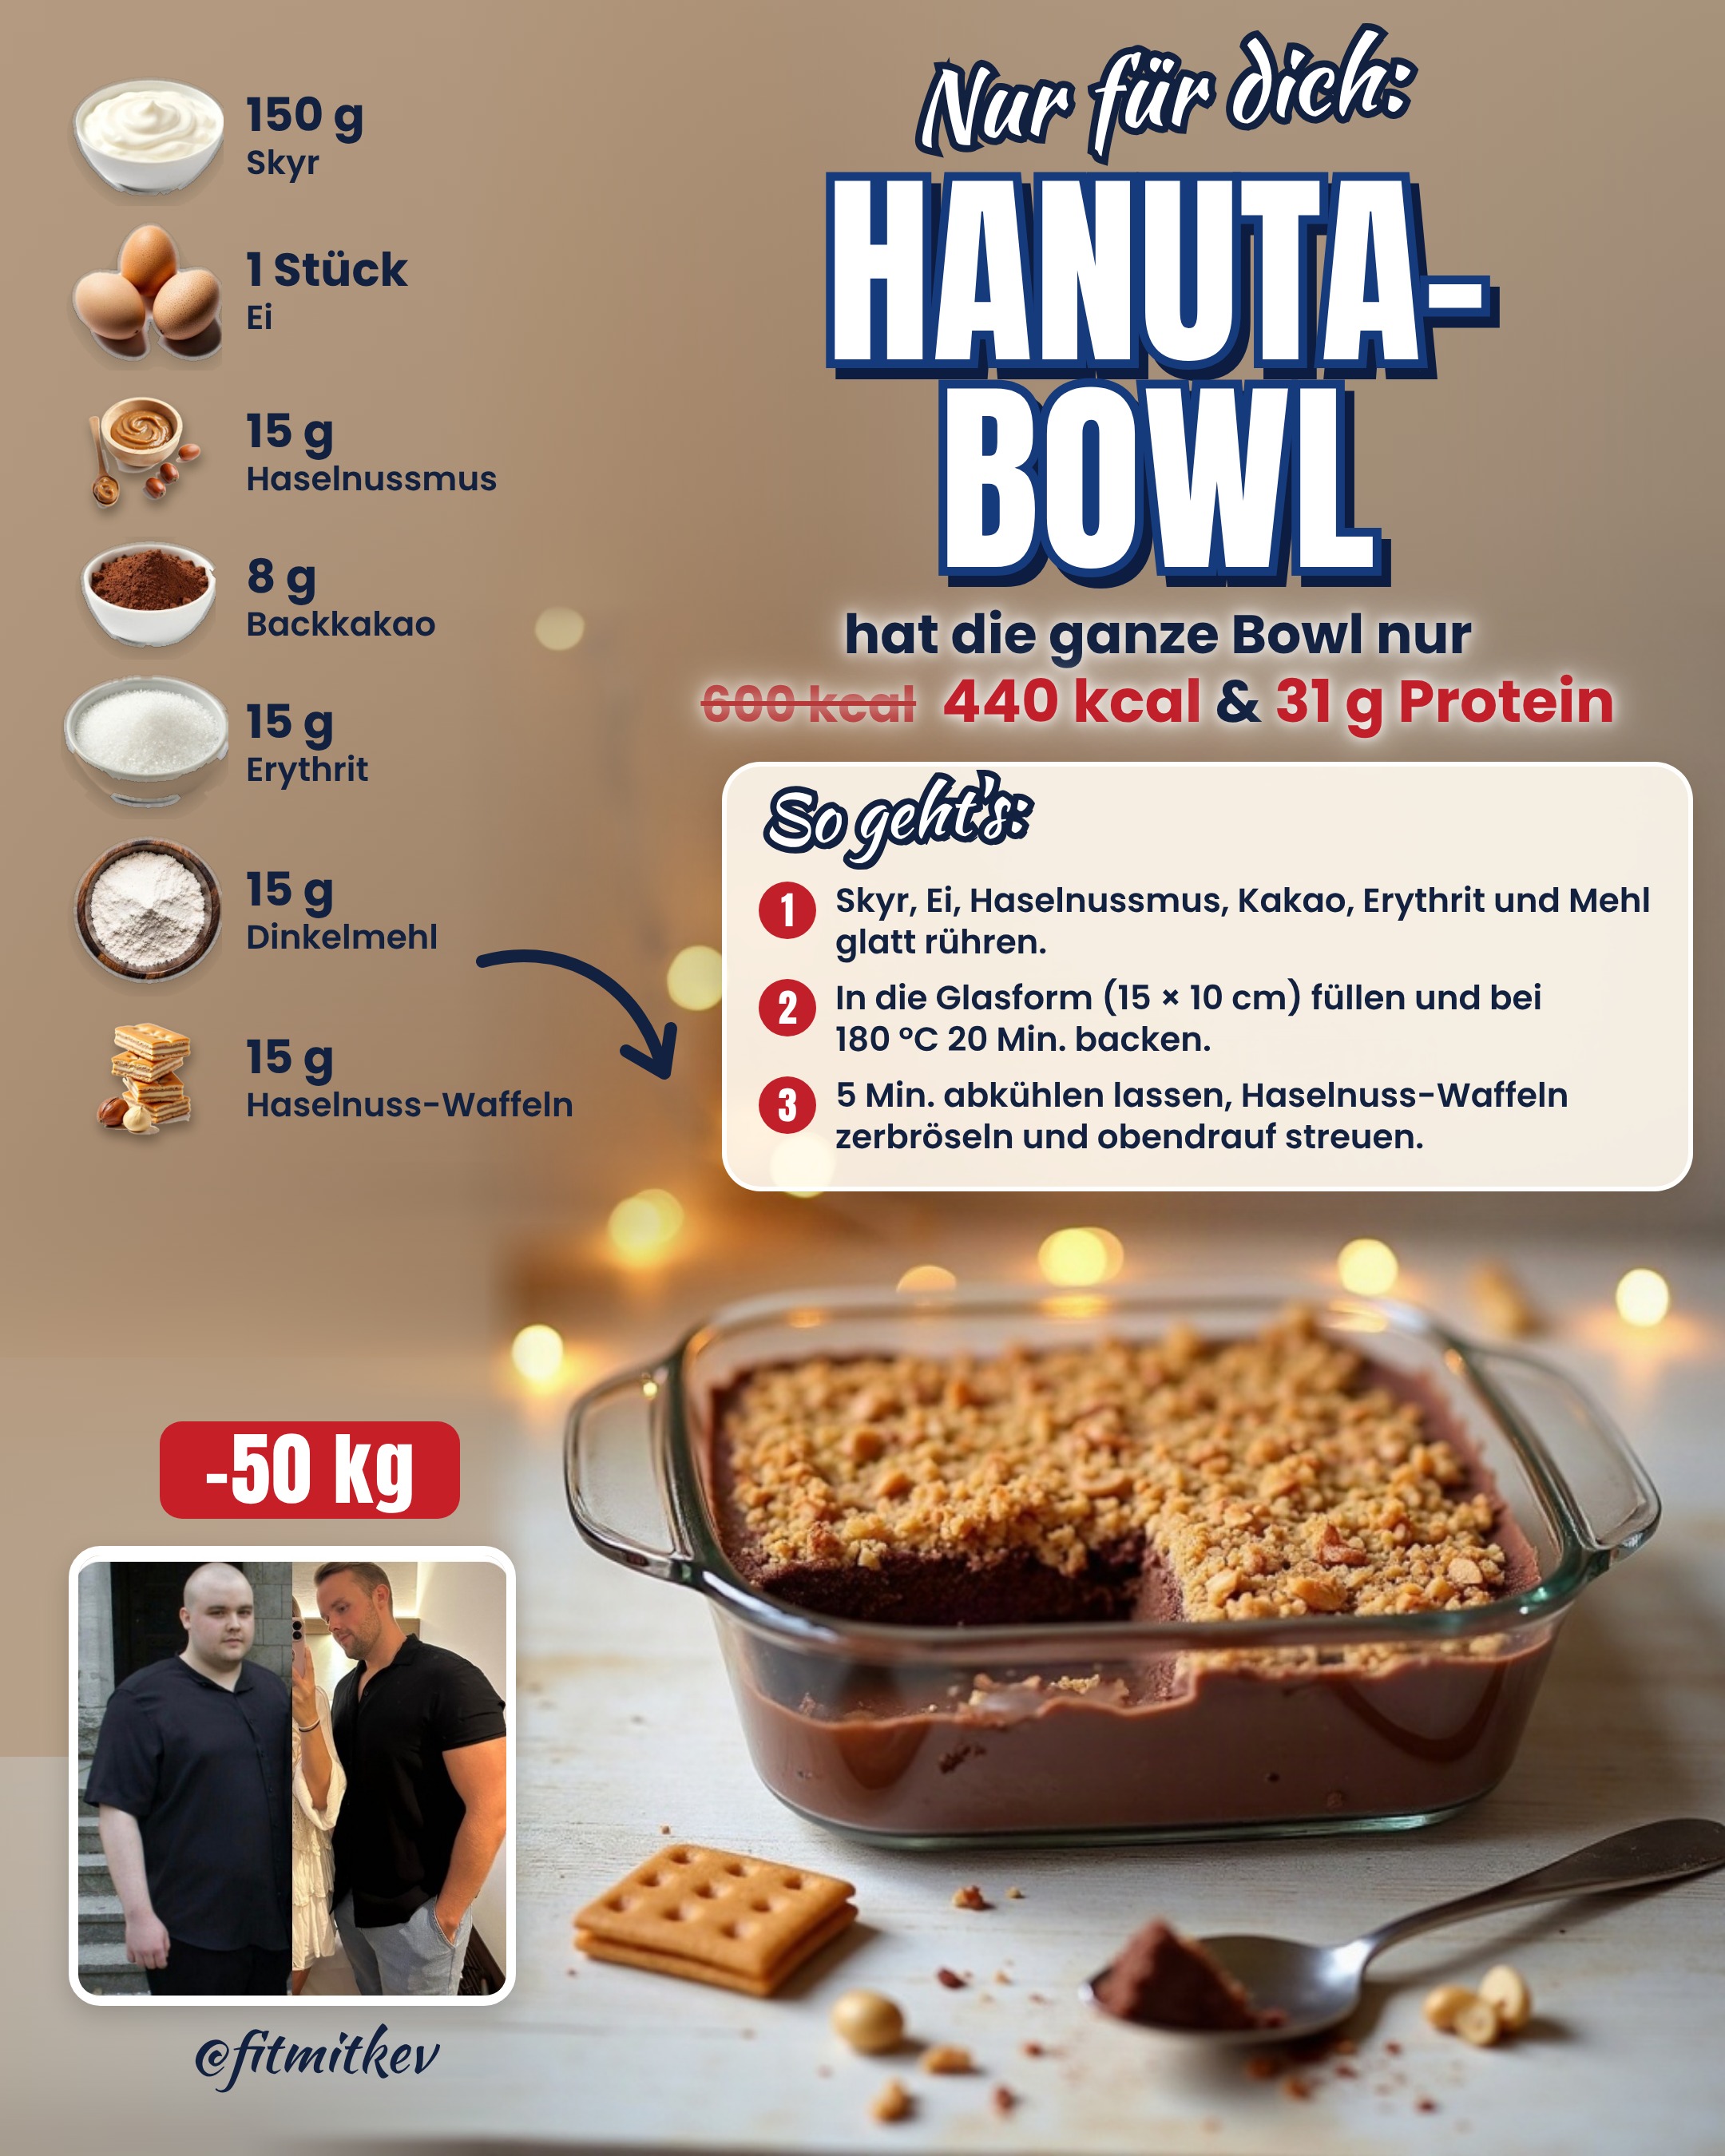 Nur für dich:
HANUTA-
BOWL
hat die ganze Bowl nur
600 kcal 440 kcal & 31 g Protein
150 g
Skyr
1 Stück
Ei
15 g
Haselnussmus
8 g
Backkakao
15 g
Erythrit
15 g
Dinkelmehl
15 g
Haselnuss-Waffeln
So geht's:
1 Skyr, Ei, Haselnussmus, Kakao, Erythrit und Mehl
glatt rühren.
2 In die Glasform (15 × 10 cm) füllen und bei
180 °C 20 Min. backen.
3 5 Min. abkühlen lassen, Haselnuss-Waffeln
zerbröseln und obendrauf streuen.
-50 kg
@fitmitkev